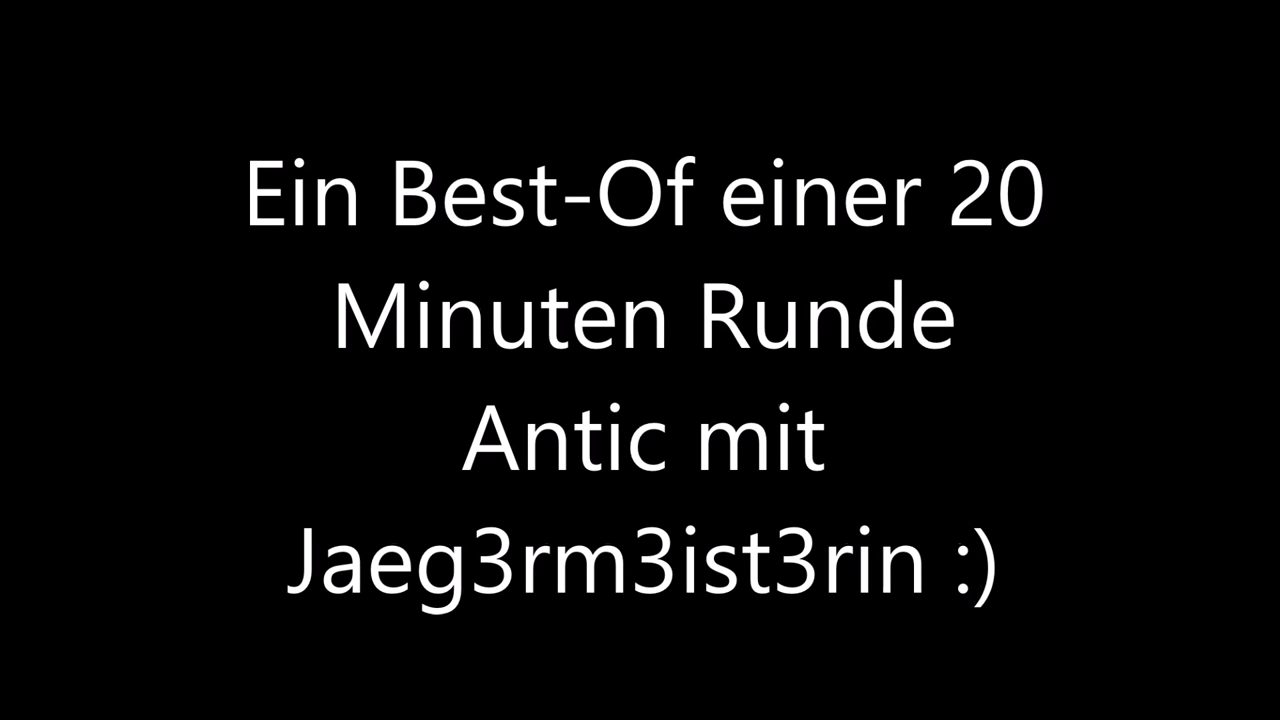 Ein Best-Of einer 20
Minuten Runde
Antic mit
Jaeg3rm3ist3rin :)